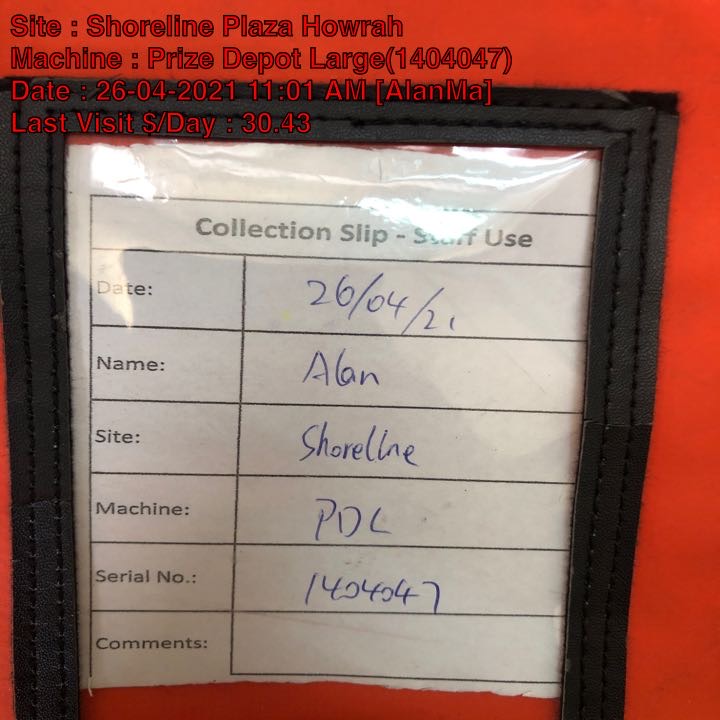 Site : Shoreline Plaza Howrah
Machine : Prize Depot Large(1404047)
Date : 26-04-2021 11:01 AM [AlanMa]
Last Visit $/Day : 30.43
Collection Slip - Staff Use
Date: 26/04/21
Name: Alan
Site: Shoreline
Machine: PDL
Serial No.: 1404047
Comments: